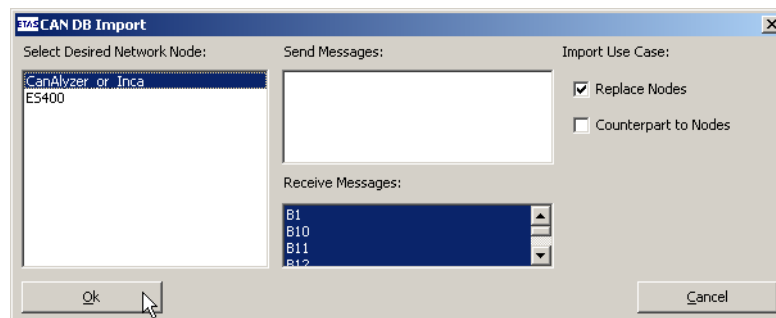 ETAS CAN DB Import
Select Desired Network Node:
CanAlyzer_or_Inca
ES400
Send Messages:
Receive Messages:
B1
B10
B11
B12
Import Use Case:
Replace Nodes
Counterpart to Nodes
Ok
Cancel